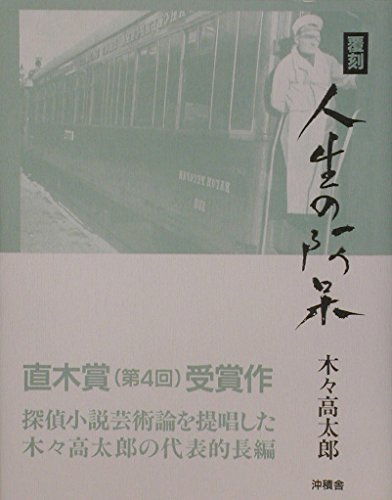 覆刻
人生の阿呆
木々高太郎
直木賞(第4回)受賞作
探偵小説芸術論を提唱した
木々高太郎の代表的長編
沖積舎